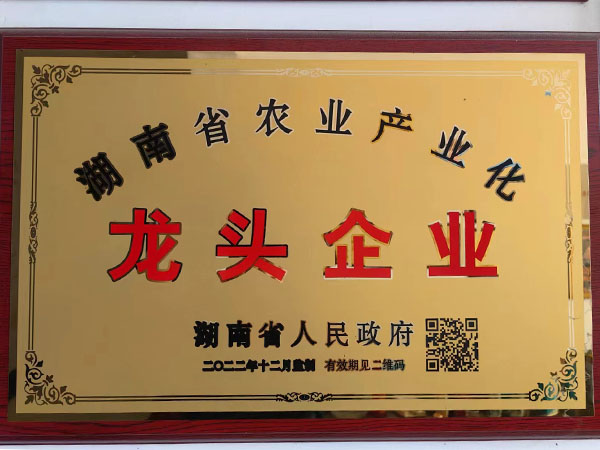 湖南省农业产业化
龙头企业
湖南省人民政府
二〇二二年十二月监制 有效期见二维码